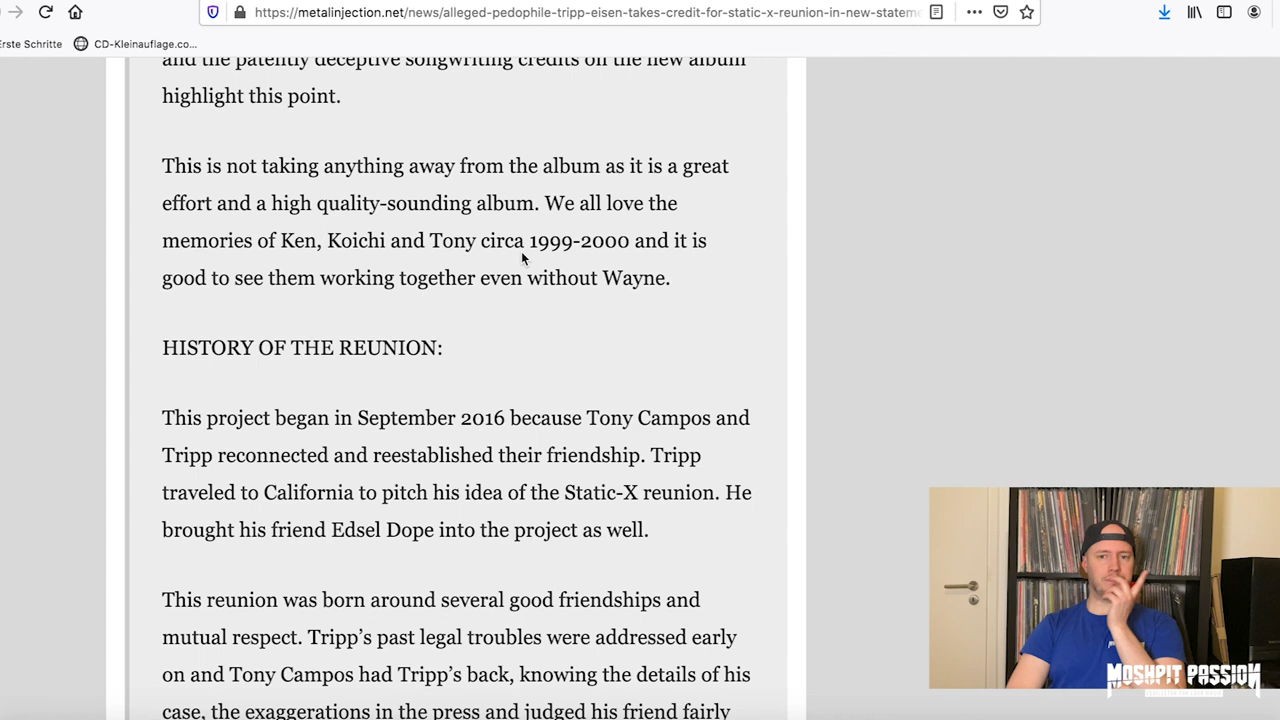 https://metalinjection.net/news/alleged-pedophile-tripp-eisen-takes-credit-for-static-x-reunion-in-new-stateme
Erste Schritte
CD-Kleinauflage.co...
and the patently deceptive songwriting credits on the new album
highlight this point.
This is not taking anything away from the album as it is a great
effort and a high quality-sounding album. We all love the
memories of Ken, Koichi and Tony circa 1999-2000 and it is
good to see them working together even without Wayne.
HISTORY OF THE REUNION:
This project began in September 2016 because Tony Campos and
Tripp reconnected and reestablished their friendship. Tripp
traveled to California to pitch his idea of the Static-X reunion. He
brought his friend Edsel Dope into the project as well.
This reunion was born around several good friendships and
mutual respect. Tripp's past legal troubles were addressed early
on and Tony Campos had Tripp's back, knowing the details of his
case, the exaggerations in the press and judged his friend fairly
MOSHPIT PASSION